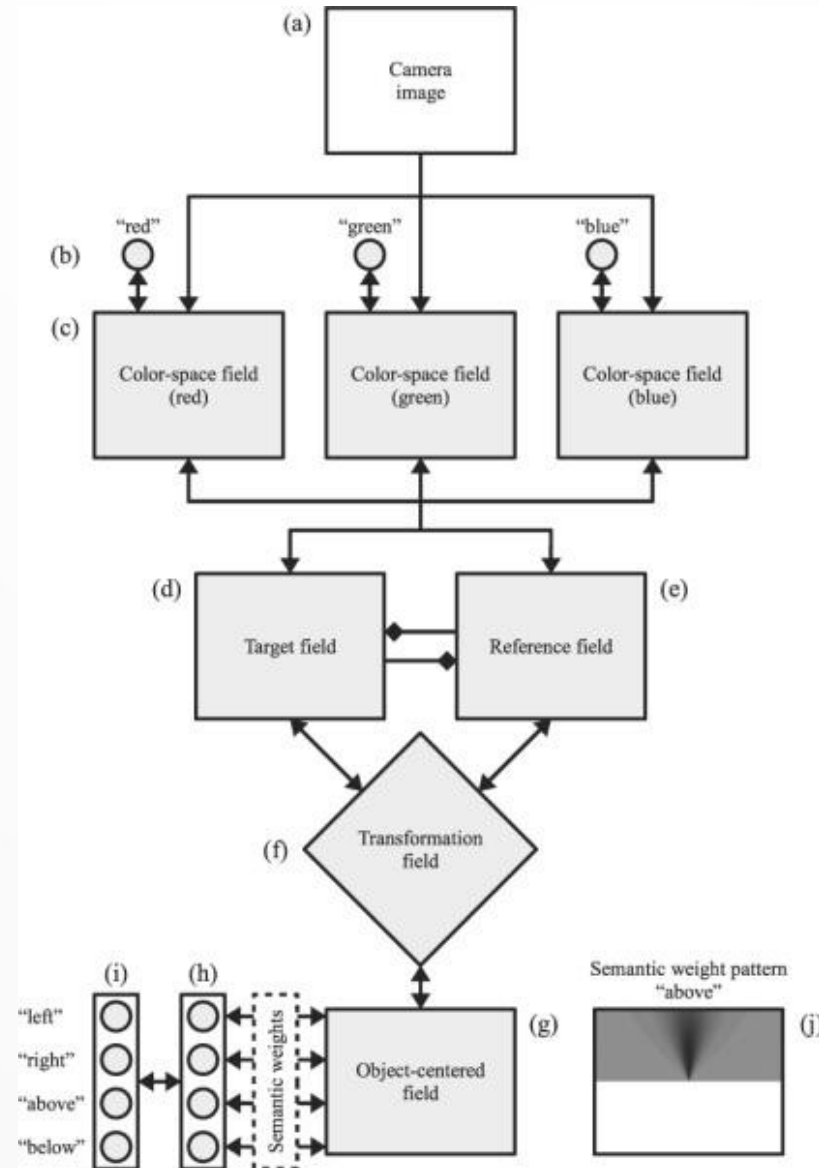 (a)
Camera
image
“red”
“green”
“blue”
(b)
(c)
Color-space field
(red)
Color-space field
(green)
Color-space field
(blue)
(d)
(e)
Target field
Reference field
Transformation
field
(f)
(i)
(h)
“left”
“right”
“above”
“below”
Semantic weights
Object-centered
field
(g)
Semantic weight pattern
“above”
(j)